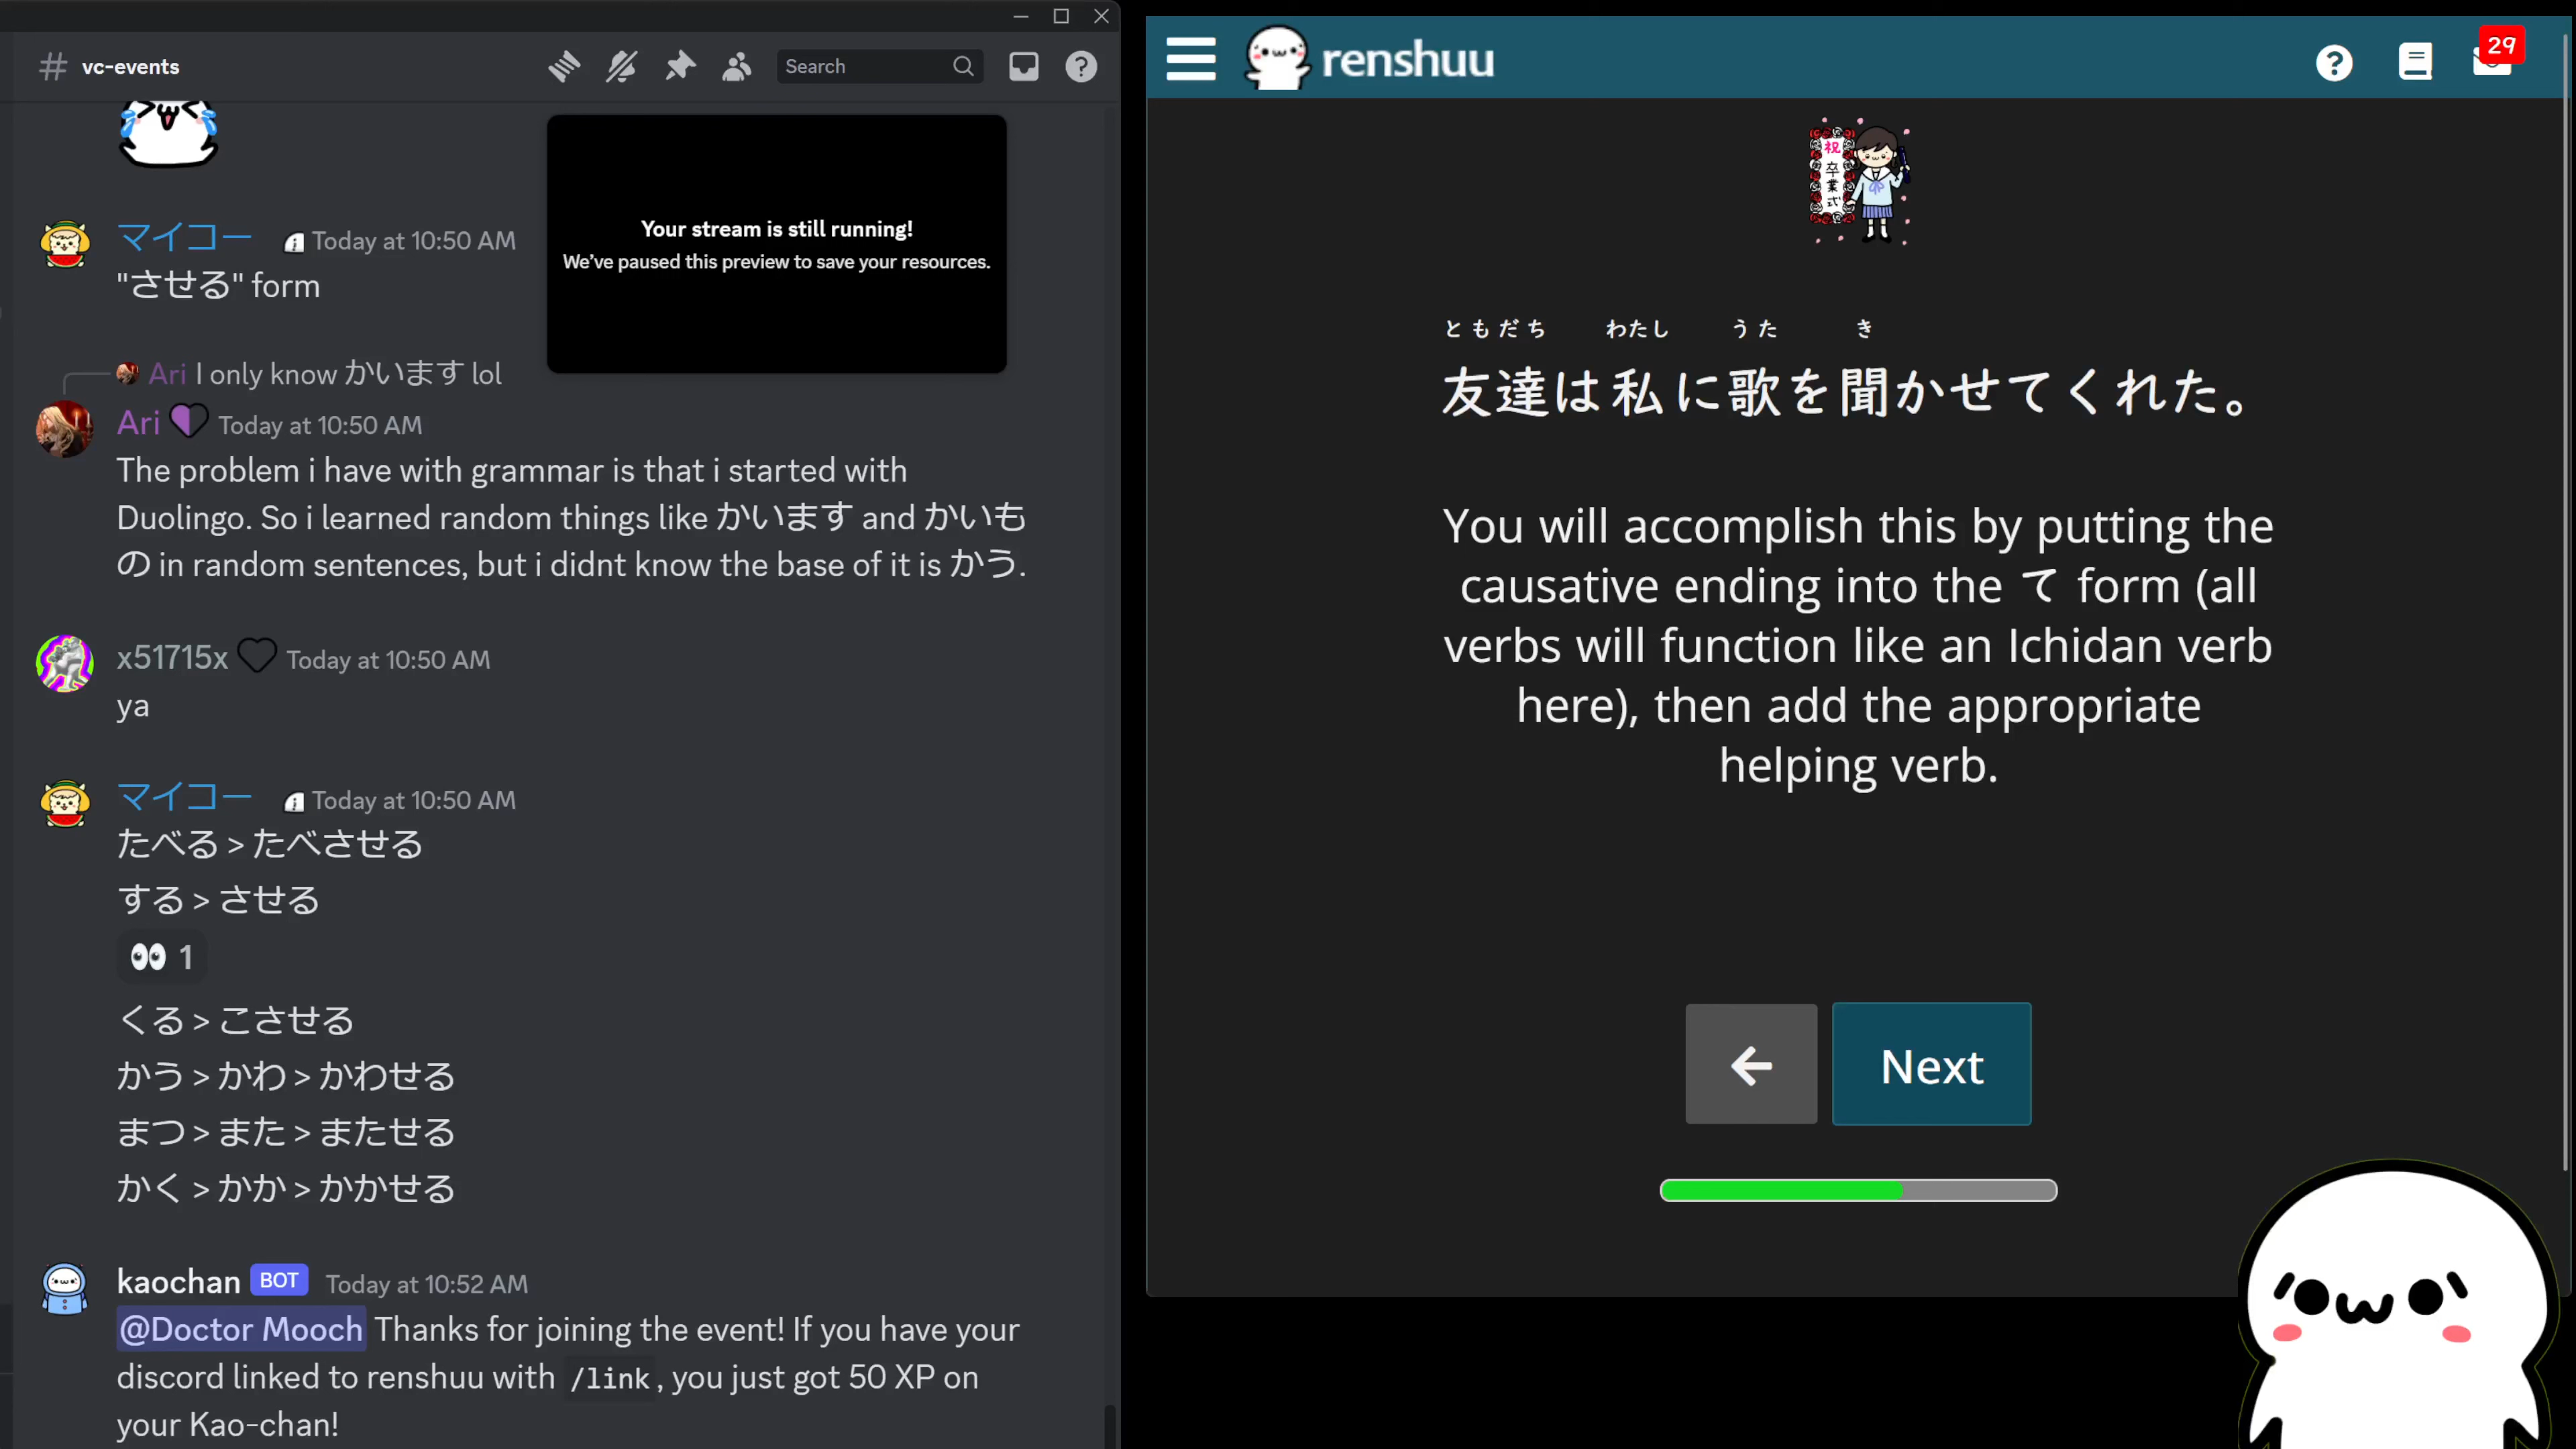 vc-events
Search
Your stream is still running!
We've paused this preview to save your resources.
マイコー Today at 10:50 AM
"させる" form
Ari I only know かいます lol
Ari Today at 10:50 AM
The problem i have with grammar is that i started with
Duolingo. So i learned random things like かいます and かいも
の in random sentences, but i didnt know the base of it is かう.
x51715x Today at 10:50 AM
ya
マイコー Today at 10:50 AM
たべる > たべさせる
する > させる
1
くる > こさせる
かう > かわ > かわせる
まつ > また > またせる
かく > かか > かかせる
kaochan BOT Today at 10:52 AM
@Doctor Mooch Thanks for joining the event! If you have your
discord linked to renshuu with /link, you just got 50 XP on
your Kao-chan!
renshuu
29
祝
卒業式
ともだち わたし うた き
友達は私に歌を聞かせてくれた。
You will accomplish this by putting the
causative ending into the て form (all
verbs will function like an Ichidan verb
here), then add the appropriate
helping verb.
Next